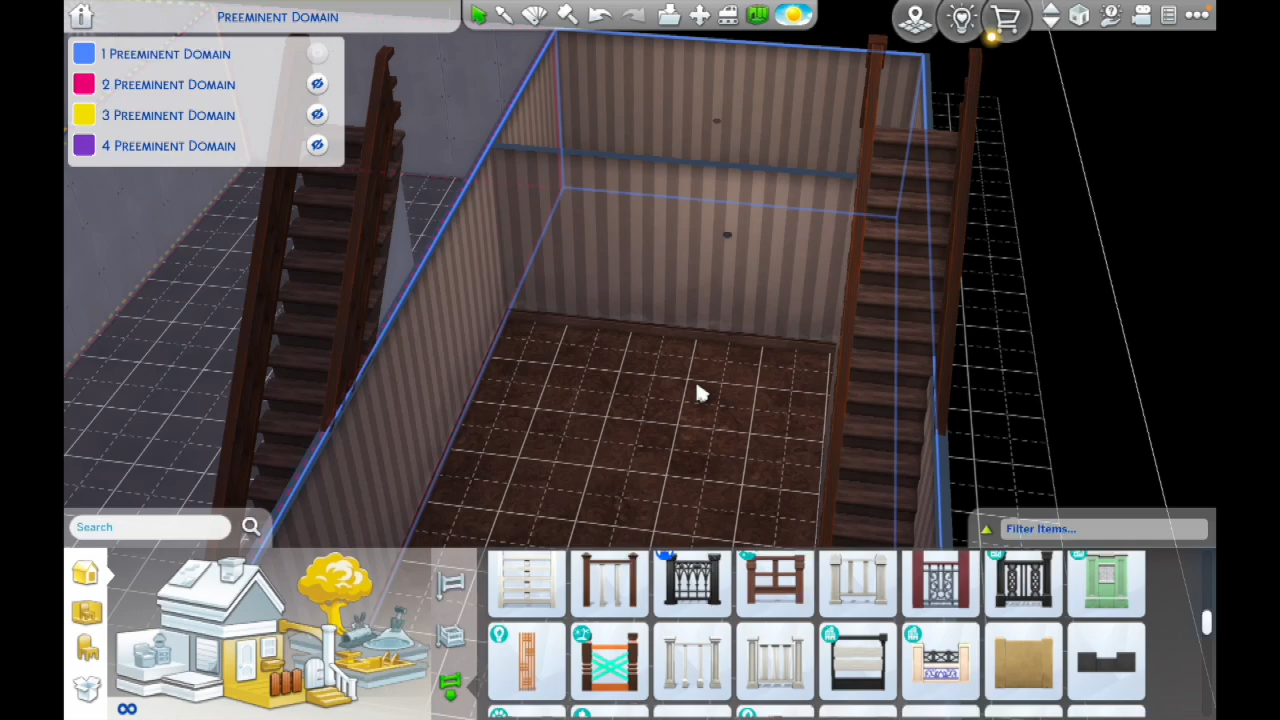 PREEMINENT DOMAIN
1 PREEMINENT DOMAIN
2 PREEMINENT DOMAIN
3 PREEMINENT DOMAIN
4 PREEMINENT DOMAIN
Search
Filter Items...